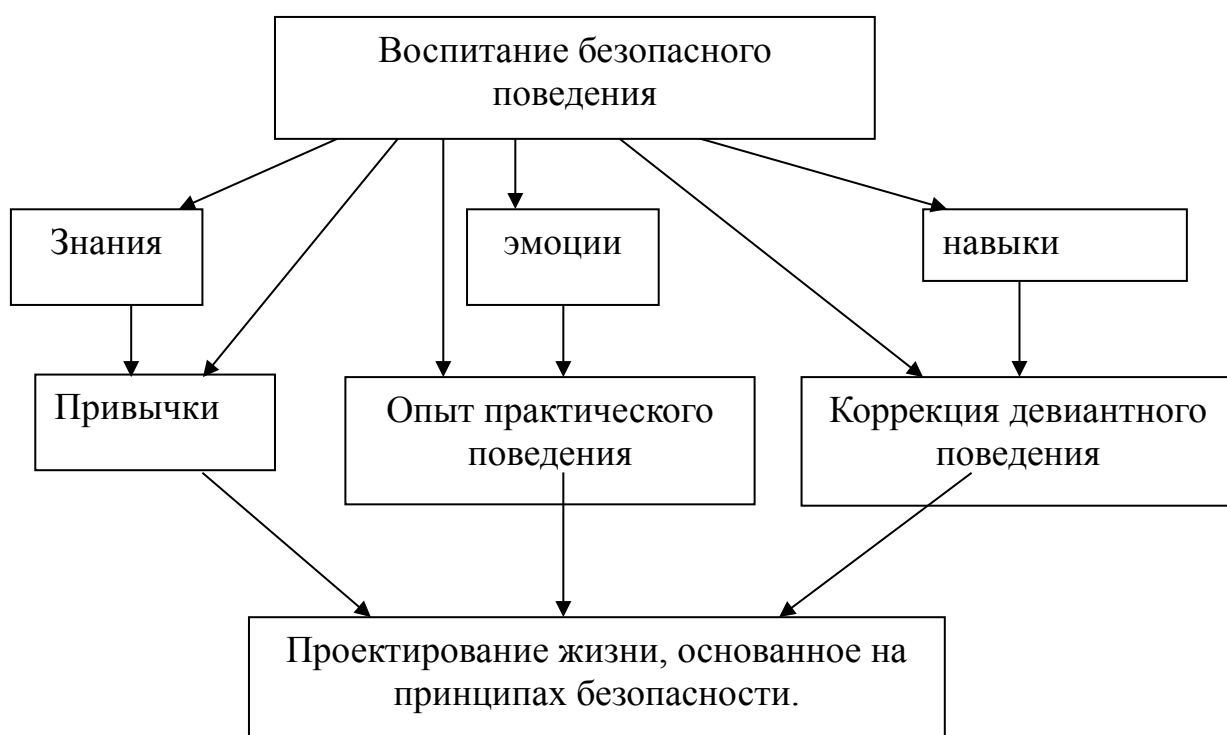 Воспитание безопасного
поведения
Знания
эмоции
навыки
Привычки
Опыт практического
поведения
Коррекция девиантного
поведения
Проектирование жизни, основанное на
принципах безопасности.